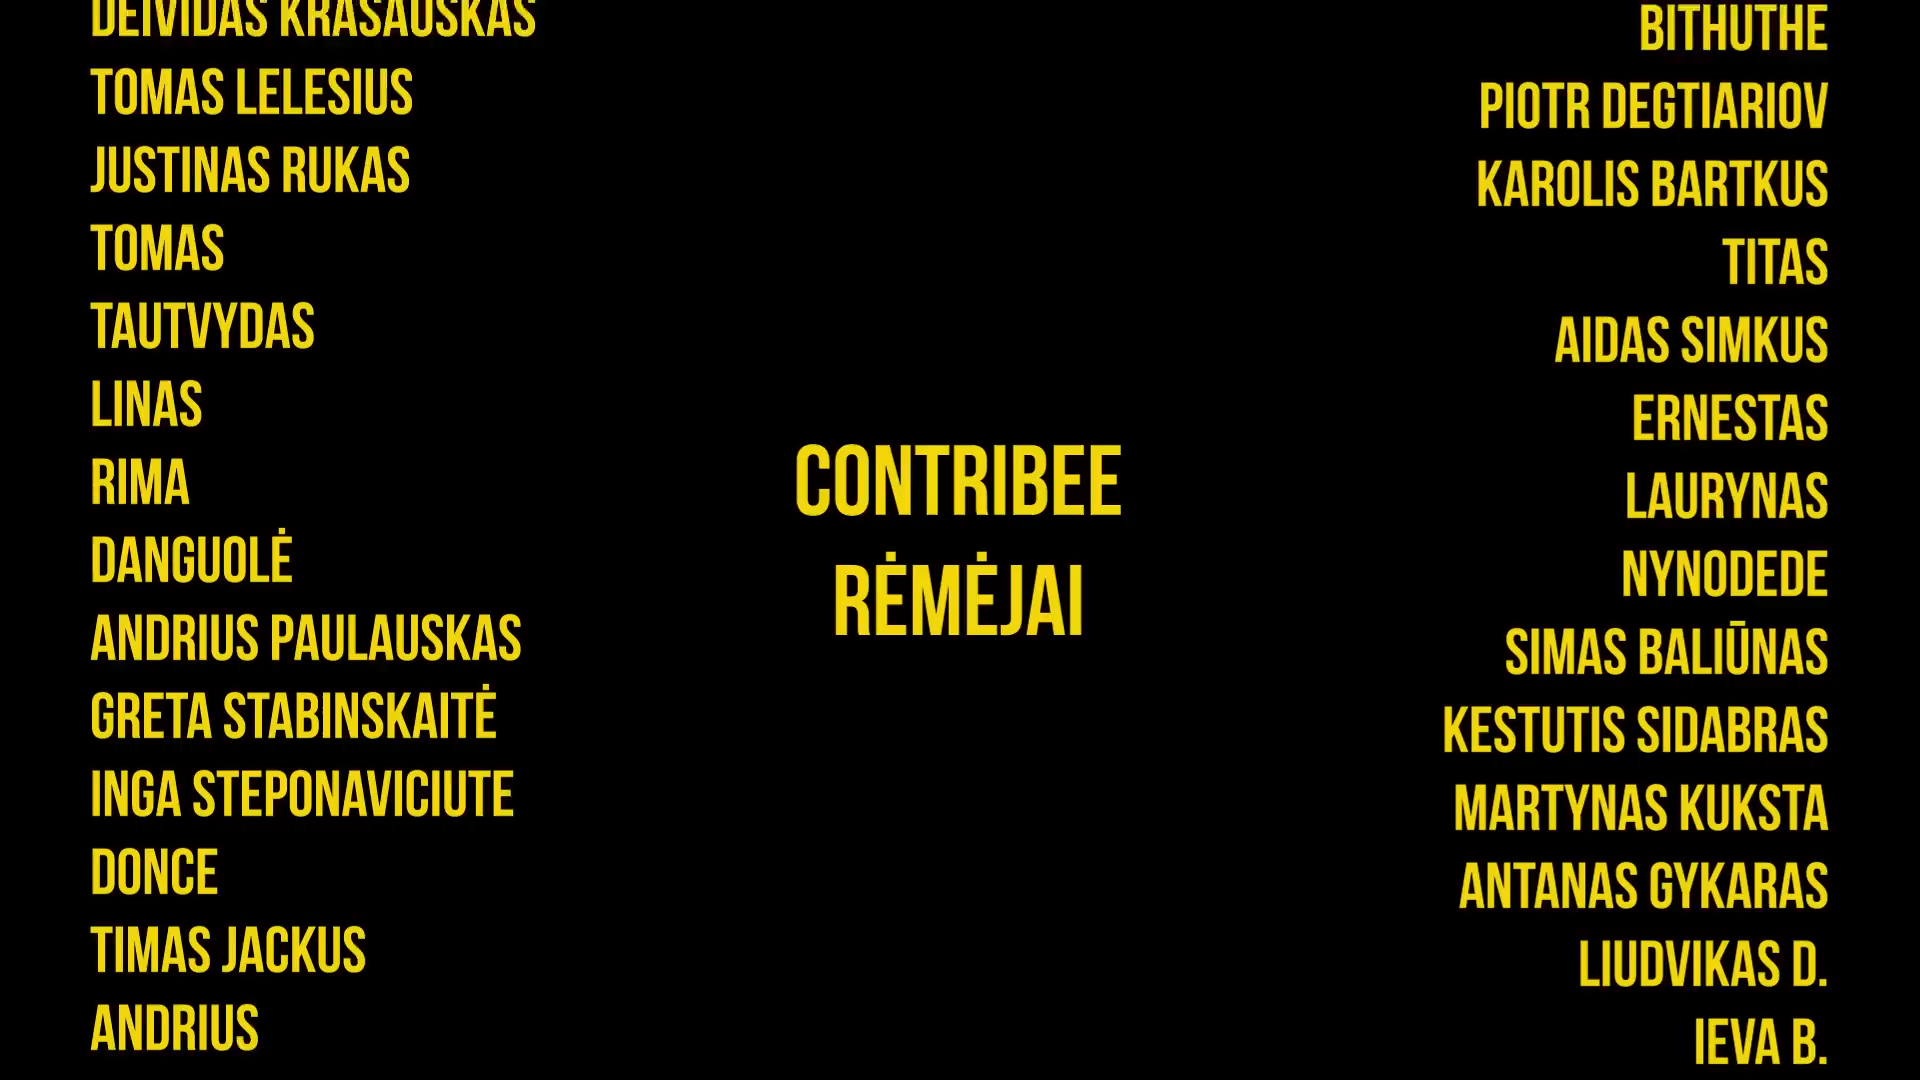 DEIVIDAS KRASAUSKAS
TOMAS LELESIUS
JUSTINAS RUKAS
TOMAS
TAUTVYDAS
LINAS
RIMA
DANGUOLĖ
ANDRIUS PAULAUSKAS
GRETA STABINSKAITĖ
INGA STEPONAVICIUTE
DONCE
TIMAS JACKUS
ANDRIUS
CONTRIBEE
RĖMĖJAI
BITHUTHE
PIOTR DEGTIARIOV
KAROLIS BARTKUS
TITAS
AIDAS SIMKUS
ERNESTAS
LAURYNAS
NYNODEDE
SIMAS BALIŪNAS
KESTUTIS SIDABRAS
MARTYNAS KUKSTA
ANTANAS GYKARAS
LIUDVIKAS D.
IEVA B.